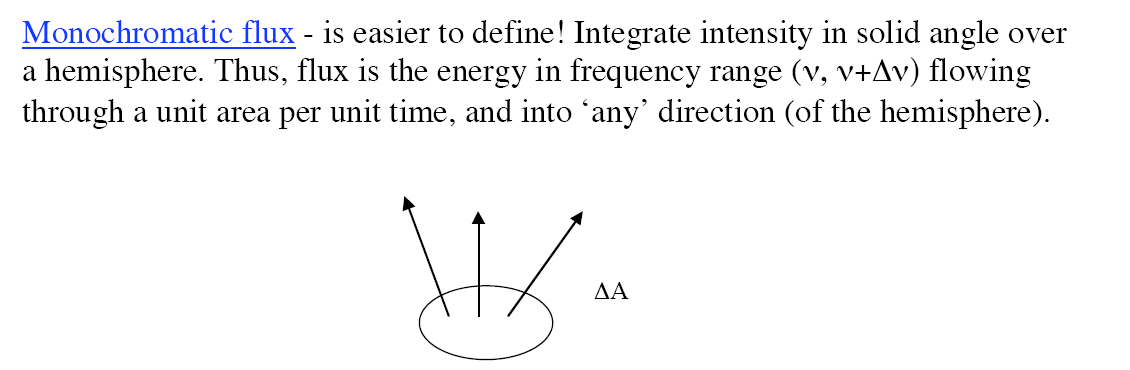 Monochromatic flux - is easier to define! Integrate intensity in solid angle over
a hemisphere. Thus, flux is the energy in frequency range (ν, ν+Δν) flowing
through a unit area per unit time, and into ‘any’ direction (of the hemisphere).
ΔA